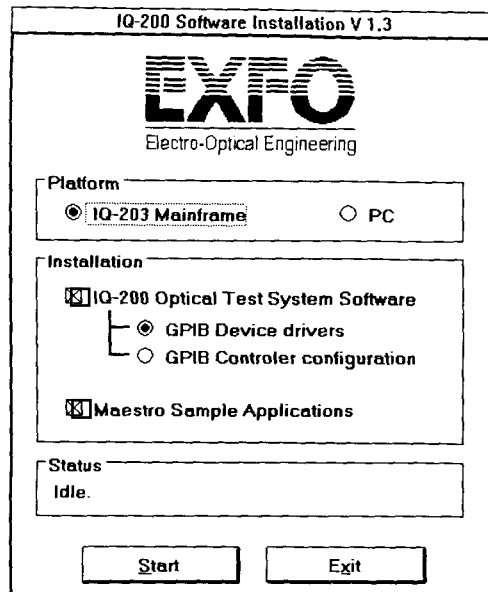 IQ-200 Software Installation V 1.3
EXFO
Electro-Optical Engineering
Platform
IQ-203 Mainframe
PC
Installation
IQ-200 Optical Test System Software
GPIB Device drivers
GPIB Controler configuration
Maestro Sample Applications
Status
Idle.
Start
Exit